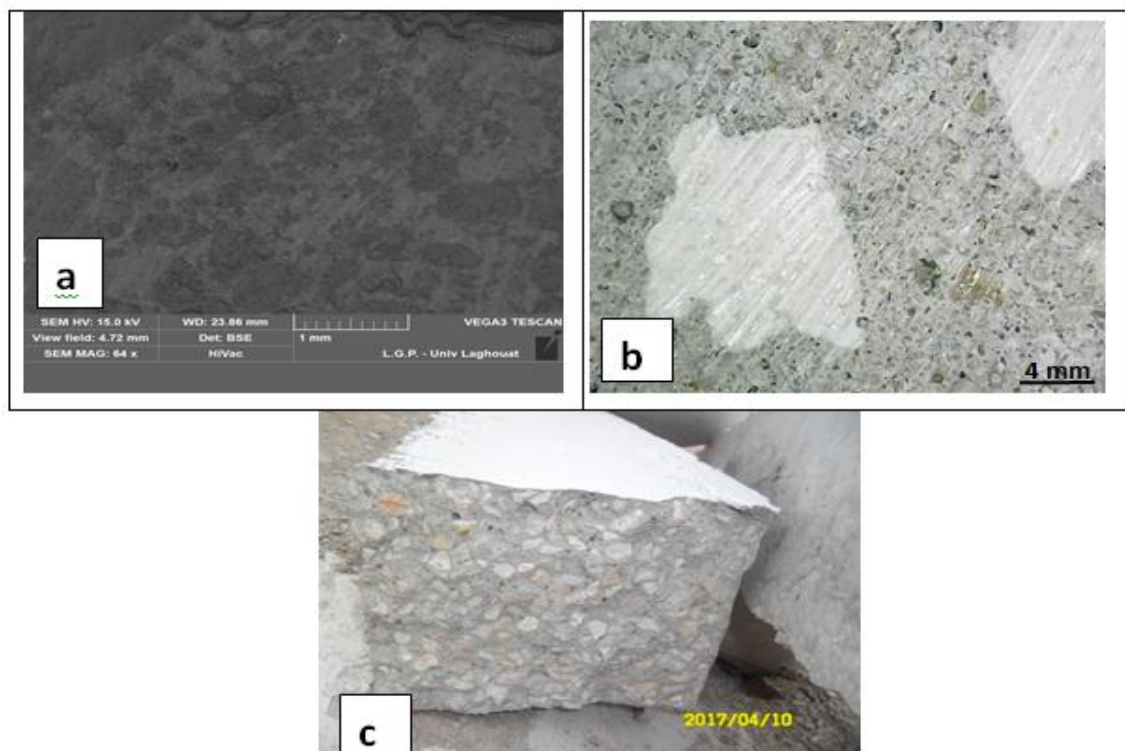 a
SEM HV: 15.0 kV
WD: 23.86 mm
VEGA3 TESCAN
View field: 4.72 mm
Det: BSE
1 mm
SEM MAG: 64 x
HiVac
L.G.P. - Univ Laghouat
b
4 mm
c
2017/04/10